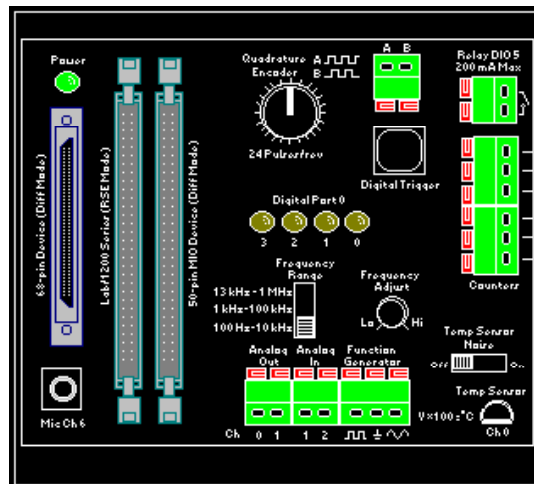 Power
Quadrature A
Encoder B
24 Pulses/rev
A B
Relay DIO 5
200 mA Max
Digital Trigger
68-pin Device (Diff Mode)
Lab/1200 Series (RSE Mode)
50-pin MIO Device (Diff Mode)
Digital Port 0
3 2 1 0
Counters
Frequency
Range
13 kHz-1 MHz
1 kHz-100 kHz
100 Hz-10 kHz
Frequency
Adjust
Lo Hi
Temp Sensor
Noise
Off On
Analog
Out
Analog
In
Function
Generator
Temp Sensor
V×100=°C
Ch 0
Mic Ch 6
Ch 0 1 1 2